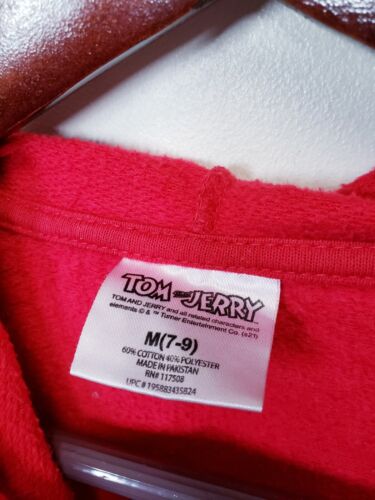 TOM AND JERRY
TOM AND JERRY and all related characters and
elements © & ™ Turner Entertainment Co. (s21)
M(7-9)
60% COTTON 40% POLYESTER
MADE IN PAKISTAN
RN# 117508
UPC # 195883435824